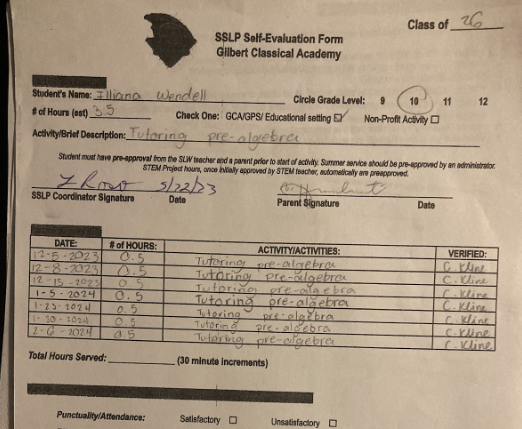 Class of 26
SSLP Self-Evaluation Form
Gilbert Classical Academy
Student's Name: Illiana Wendell Circle Grade Level: 9 10 11 12
# of Hours (est) 3.5 Check One: GCA/GPS/ Educational setting ☑ Non-Profit Activity ☐
Activity/Brief Description: Tutoring pre-algebra
Student must have pre-approval from the SLW teacher and a parent prior to start of activity. Summer service should be pre-approved by an administrator.
STEM Project hours, once initially approved by STEM teacher, automatically are preapproved.
5/22/23
SSLP Coordinator Signature Date Parent Signature Date
DATE: # of HOURS: ACTIVITY/ACTIVITIES: VERIFIED:
12-5-2023 0.5 Tutoring pre-algebra C. Kline
12-8-2023 0.5 Tutoring pre-algebra C. Kline
12-15-2023 0.5 Tutoring pre-algebra C. Kline
1-5-2024 0.5 Tutoring pre-algebra C. Kline
1-23-2024 0.5 Tutoring pre-algebra C. Kline
1-30-2024 0.5 Tutoring pre-algebra C. Kline
2-6-2024 0.5 Tutoring pre-algebra C. Kline
Total Hours Served: (30 minute increments)
Punctuality/Attendance: Satisfactory ☐ Unsatisfactory ☐